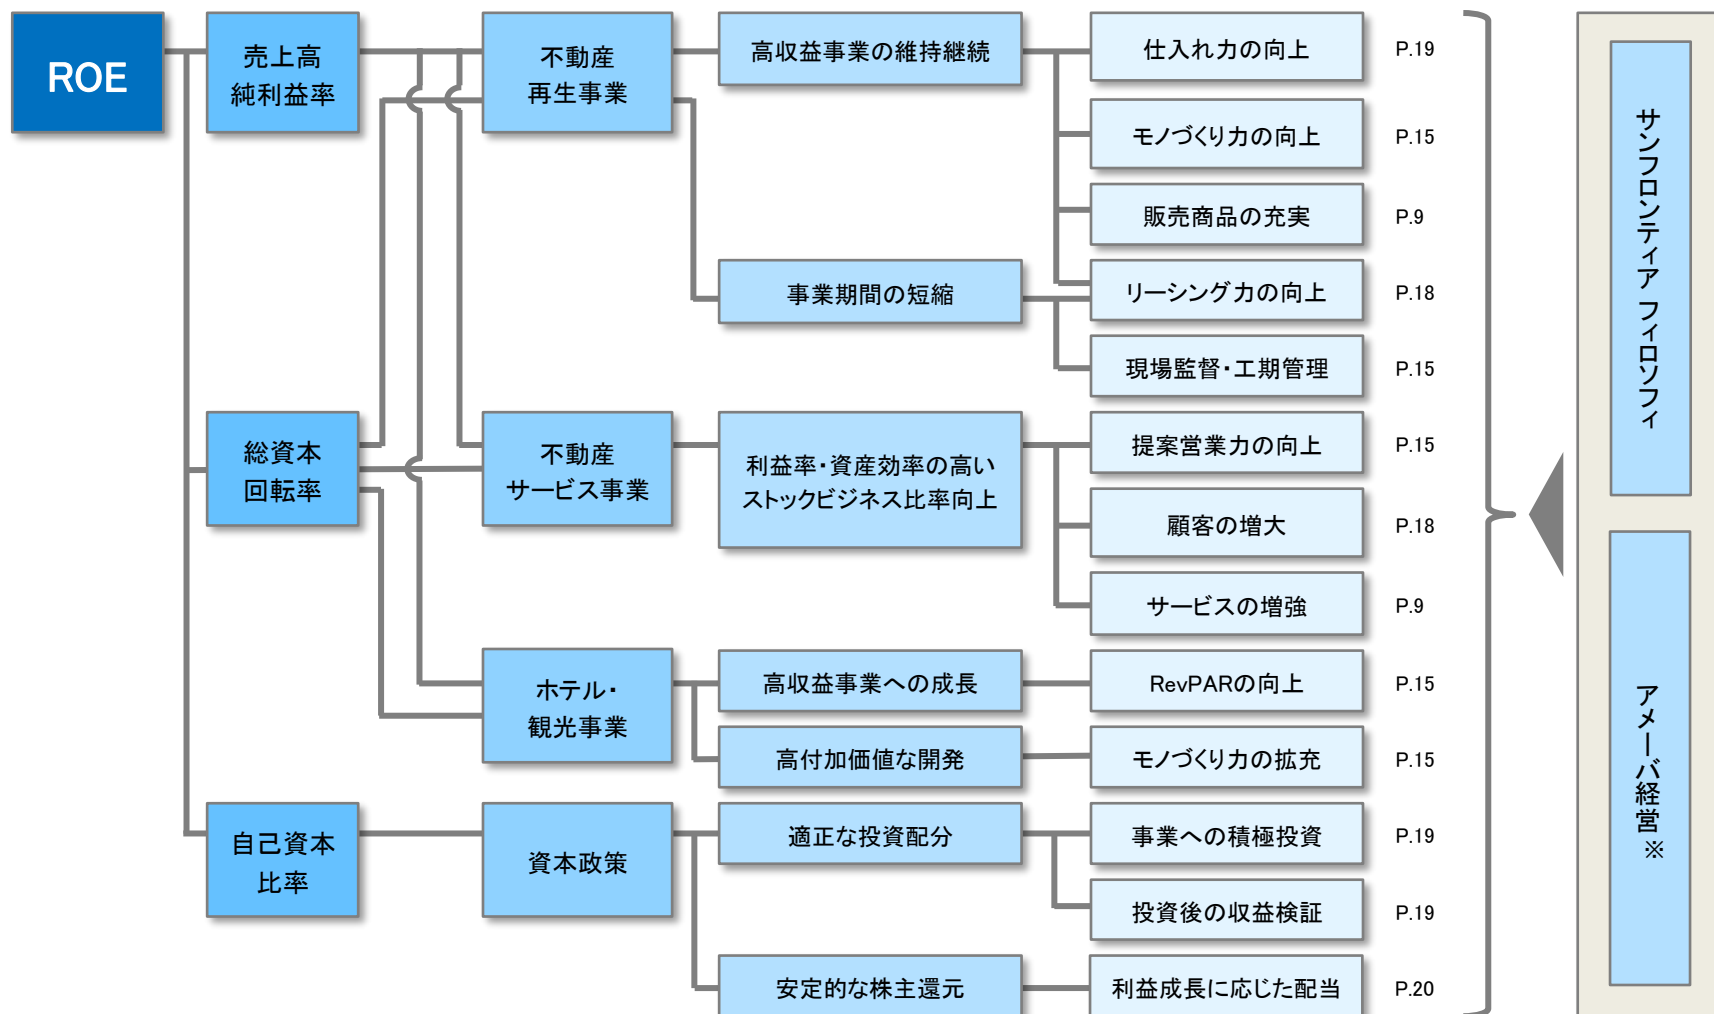 ROE
売上高
純利益率
不動産
再生事業
高収益事業の維持継続
仕入れ力の向上
P.19
モノづくり力の向上
P.15
販売商品の充実
P.9
事業期間の短縮
リーシング力の向上
P.18
現場監督・工期管理
P.15
総資本
回転率
不動産
サービス事業
利益率・資産効率の高い
ストックビジネス比率向上
提案営業力の向上
P.15
顧客の増大
P.18
サービスの増強
P.9
ホテル・
観光事業
高収益事業への成長
RevPARの向上
P.15
高付加価値な開発
モノづくり力の拡充
P.15
自己資本
比率
資本政策
適正な投資配分
事業への積極投資
P.19
投資後の収益検証
P.19
安定的な株主還元
利益成長に応じた配当
P.20
サンフロンティア フィロソフィ
アメーバ経営※